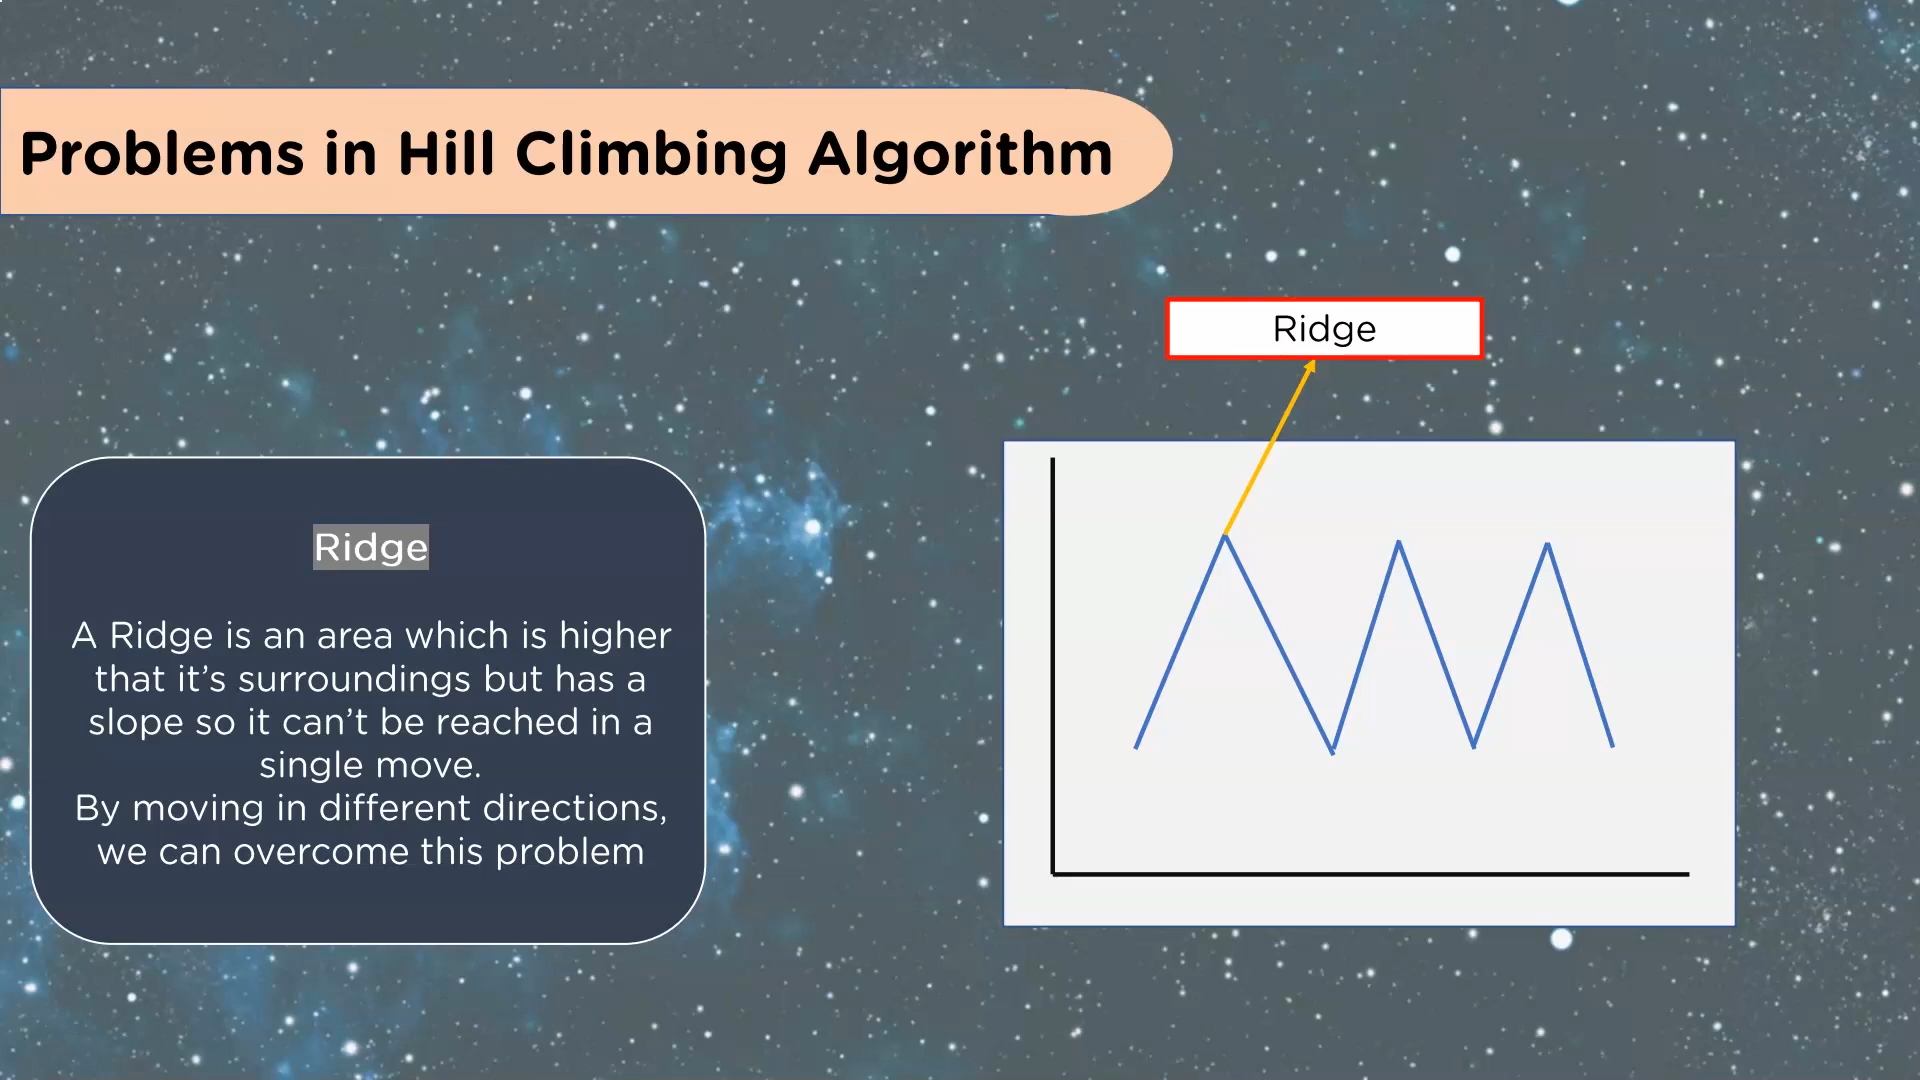 Problems in Hill Climbing Algorithm
Ridge
Ridge
A Ridge is an area which is higher
that it’s surroundings but has a
slope so it can’t be reached in a
single move.
By moving in different directions,
we can overcome this problem